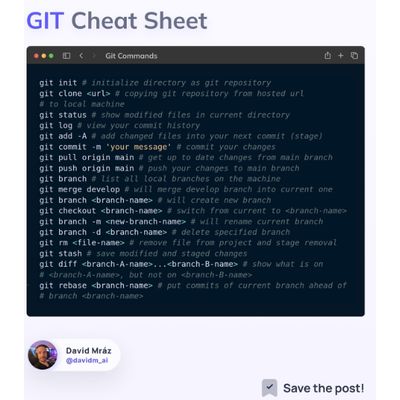 GIT Cheat Sheet
Git Commands
git init # initialize directory as git repository
git clone <url> # copying git repository from hosted url
# to local machine
git status # show modified files in current directory
git log # view your commit history
git add -A # add changed files into your next commit (stage)
git commit -m 'your message' # commit your changes
git pull origin main # get up to date changes from main branch
git push origin main # push your changes to main branch
git branch # list all local branches on the machine
git merge develop # will merge develop branch into current one
git branch <branch-name> # will create new branch
git checkout <branch-name> # switch from current to <branch-name>
git branch -m <new-branch-name> # will rename current branch
git branch -d <branch-name> # delete specified branch
git rm <file-name> # remove file from project and stage removal
git stash # save modified and staged changes
git diff <branch-A-name>...<branch-B-name> # show what is on
# <branch-A-name>, but not on <branch-B-name>
git rebase <branch-name> # put commits of current branch ahead of
# branch <branch-name>
David Mráz
@davidm_ai
Save the post!